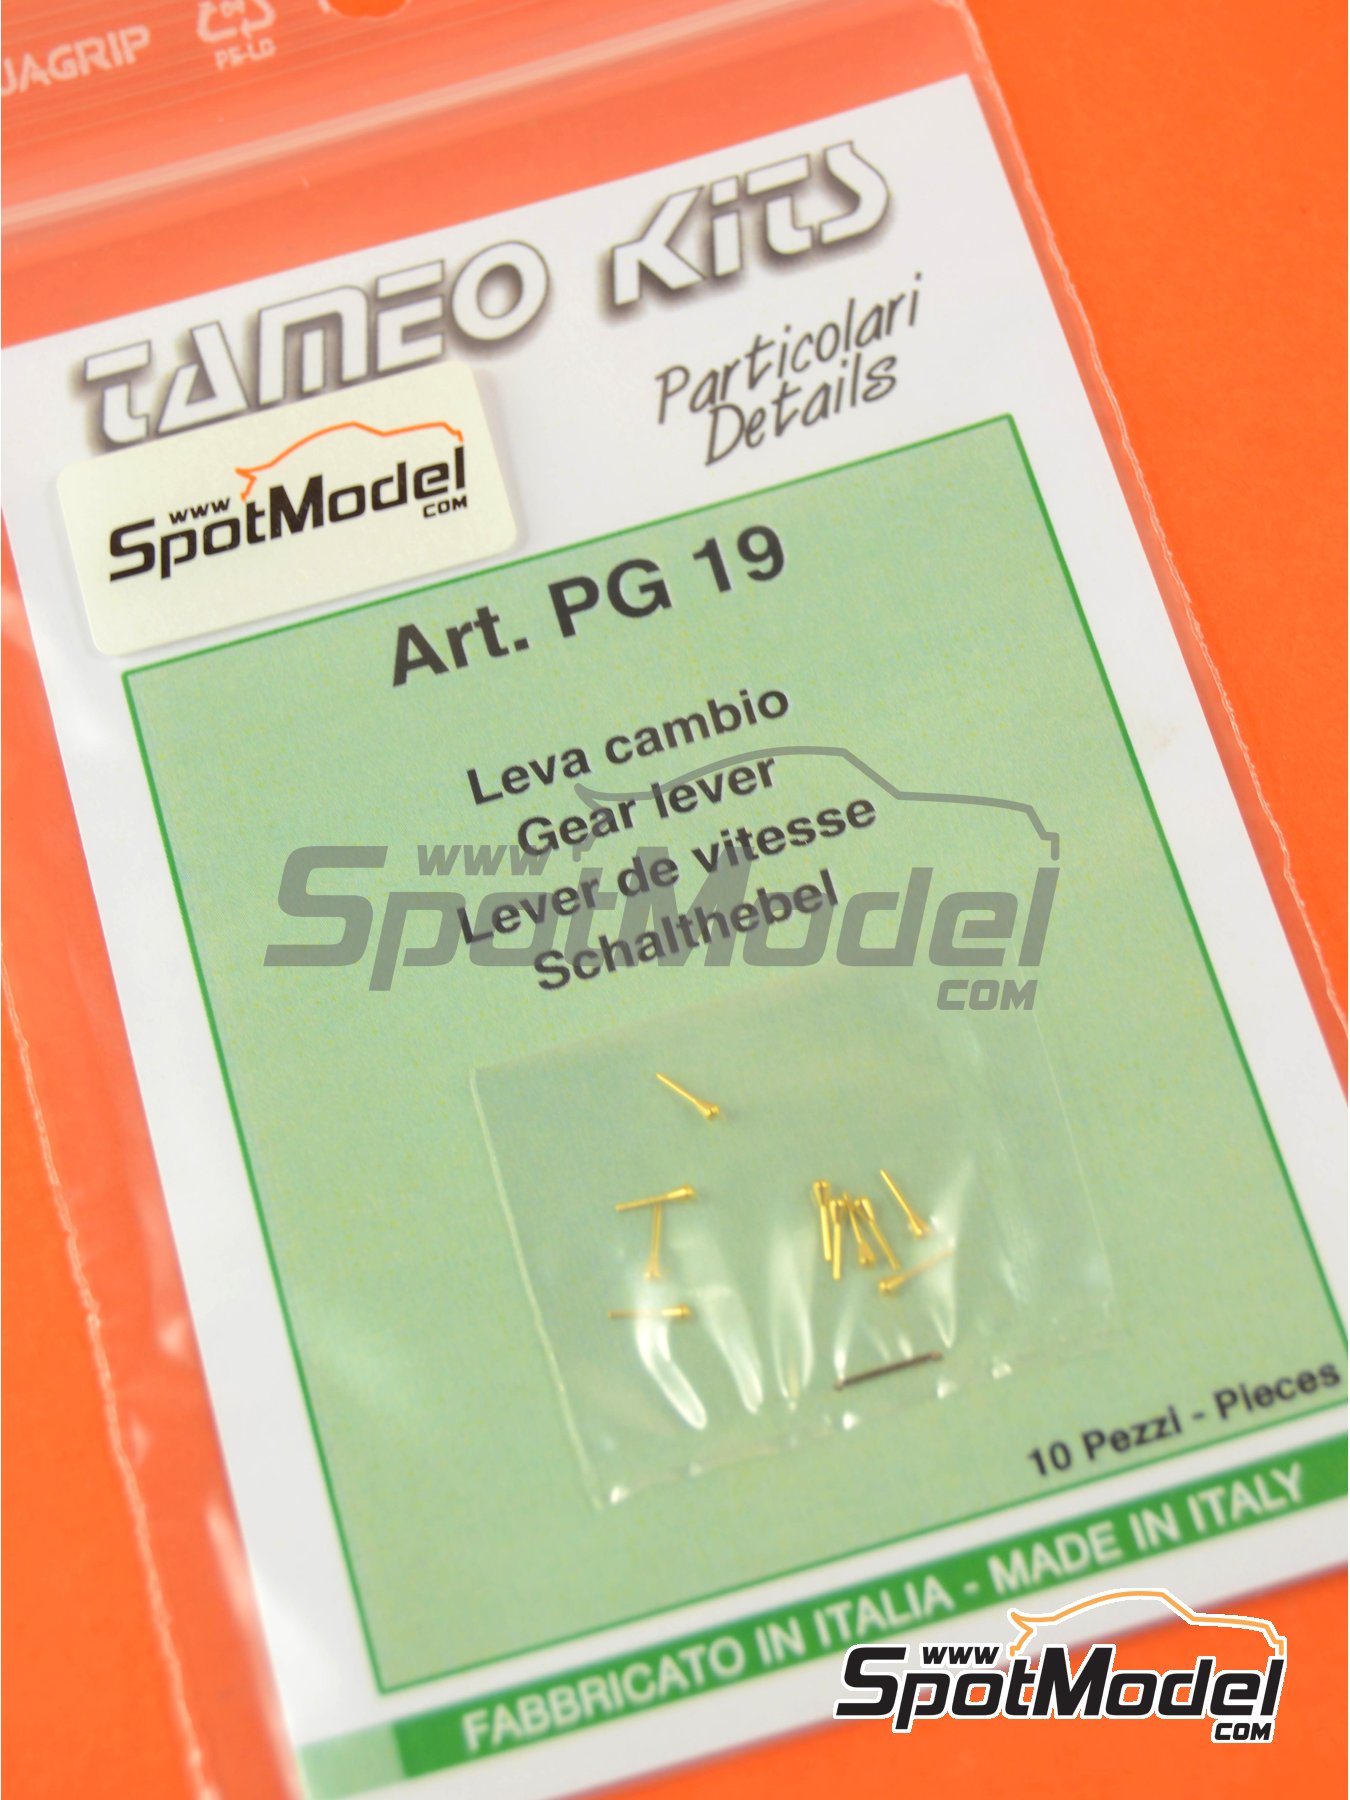 UAGRIP
PE-LD
TAMEO KITS
Particolari
Details
www
SpotModel
COM
Art. PG 19
Leva cambio
Gear lever
Lever de vitesse
Schalthebel
www
SpotModel
COM
10 Pezzi - Pieces
FABBRICATO IN ITALIA - MADE IN ITALY
www
SpotModel
COM